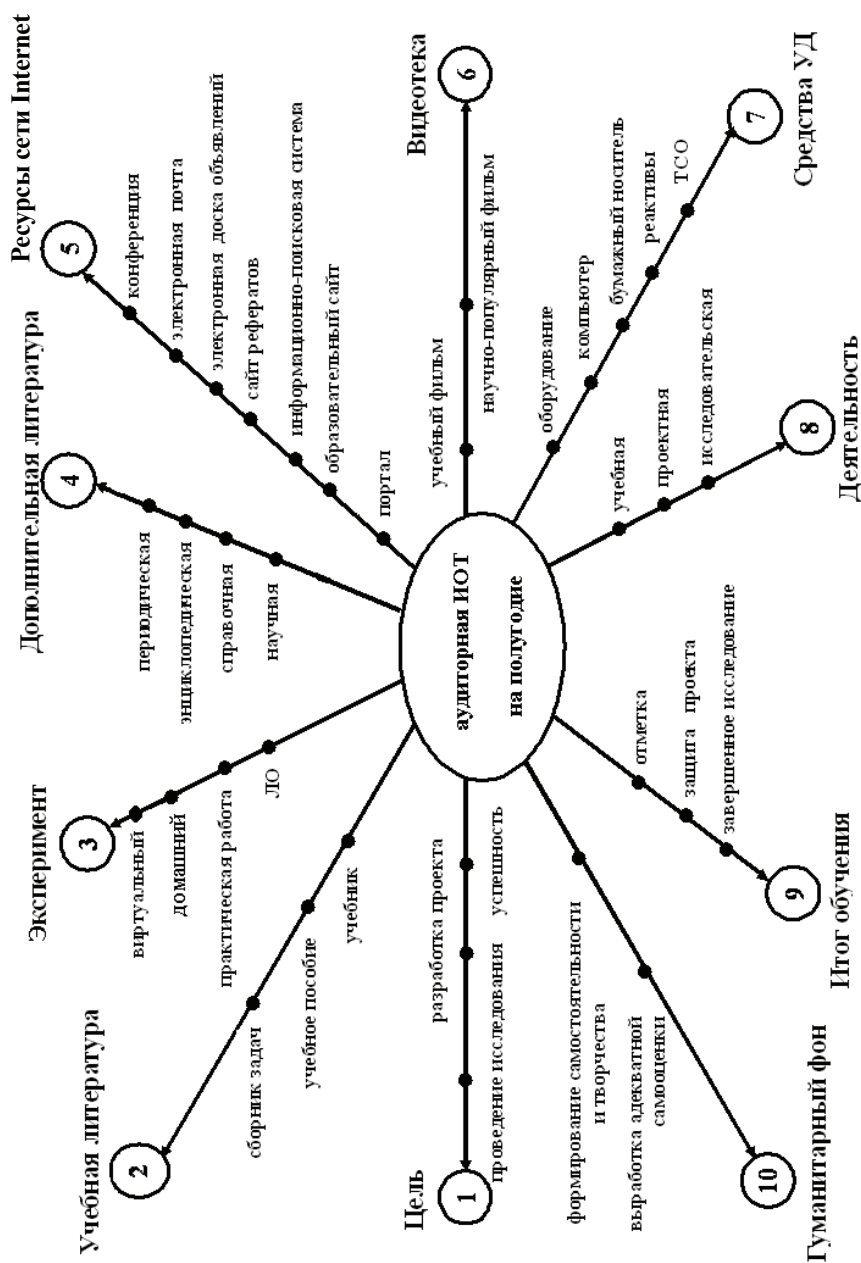 аудиторная ИОТ
на полугодие
Цель
1
успешность
разработка проекта
проведение исследования
Учебная литература
2
учебник
учебное пособие
сборник задач
Эксперимент
3
ЛО
практическая работа
домашний
виртуальный
Дополнительная литература
4
научная
справочная
энциклопедическая
периодическая
Ресурсы сети Internet
5
портал
образовательный сайт
информационно-поисковая система
сайт рефератов
электронная доска объявлений
электронная почта
конференция
Видеотека
6
учебный фильм
научно-популярный фильм
Средства УД
7
оборудование
компьютер
бумажный носитель
реактивы
ТСО
Деятельность
8
учебная
проектная
исследовательская
Итог обучения
9
отметка
защита проекта
завершенное исследование
Гуманитарный фон
10
формирование самостоятельности
и творчества
выработка адекватной
самооценки